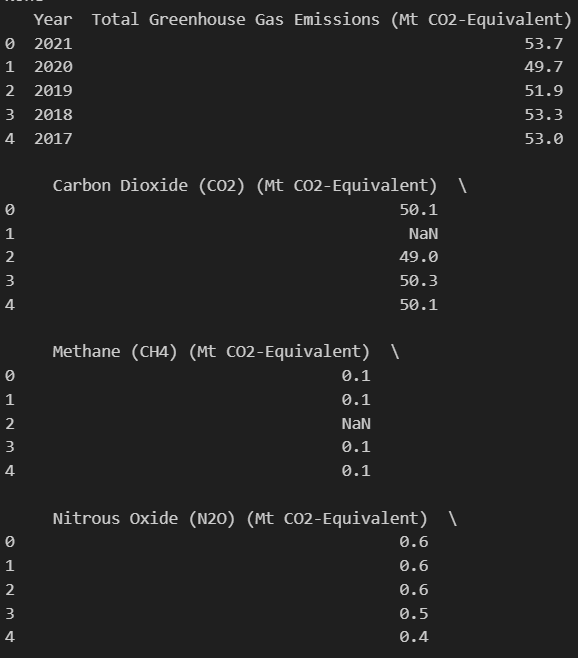 Year  Total Greenhouse Gas Emissions (Mt CO2-Equivalent)
0  2021  53.7
1  2020  49.7
2  2019  51.9
3  2018  53.3
4  2017  53.0
Carbon Dioxide (CO2) (Mt CO2-Equivalent)  \
0  50.1
1  NaN
2  49.0
3  50.3
4  50.1
Methane (CH4) (Mt CO2-Equivalent)  \
0  0.1
1  0.1
2  NaN
3  0.1
4  0.1
Nitrous Oxide (N2O) (Mt CO2-Equivalent)  \
0  0.6
1  0.6
2  0.6
3  0.5
4  0.4